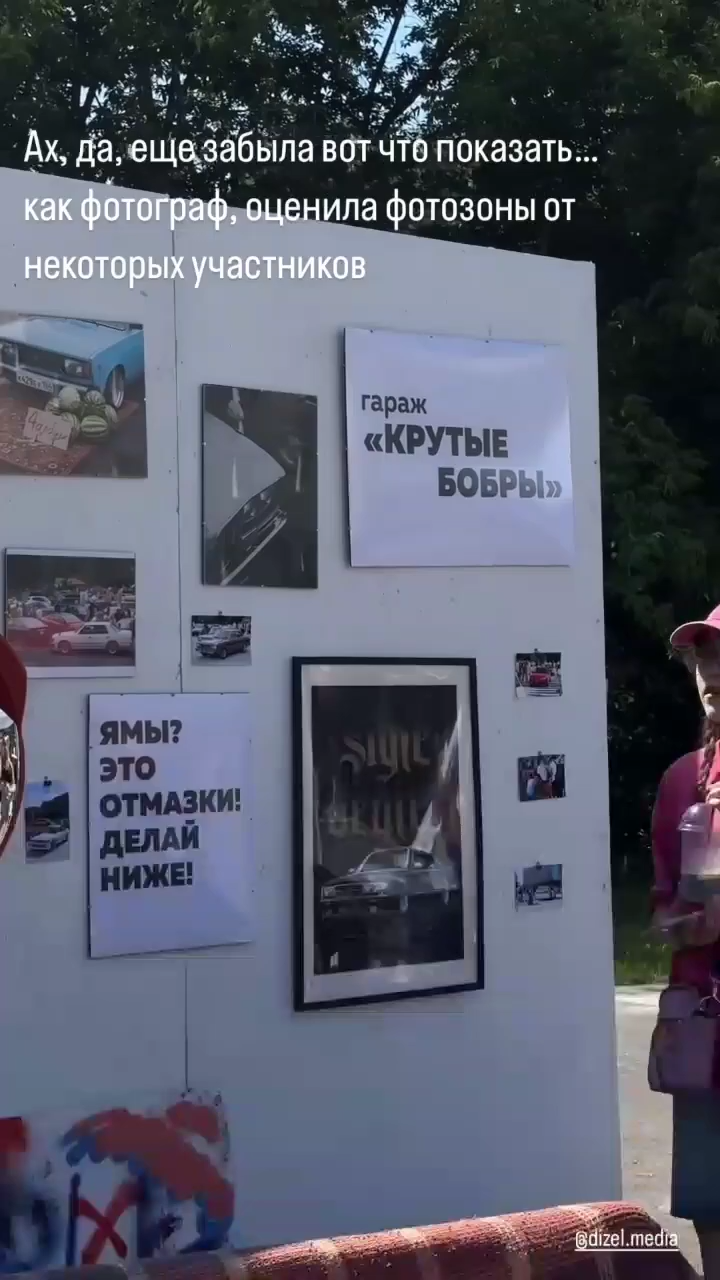 Ах, да, еще забыла вот что показать...
как фотограф, оценила фотозоны от
некоторых участников
гараж
«КРУТЫЕ
БОБРЫ»
ЯМЫ?
ЭТО
ОТМАЗКИ!
ДЕЛАЙ
НИЖЕ!
@dizel.media